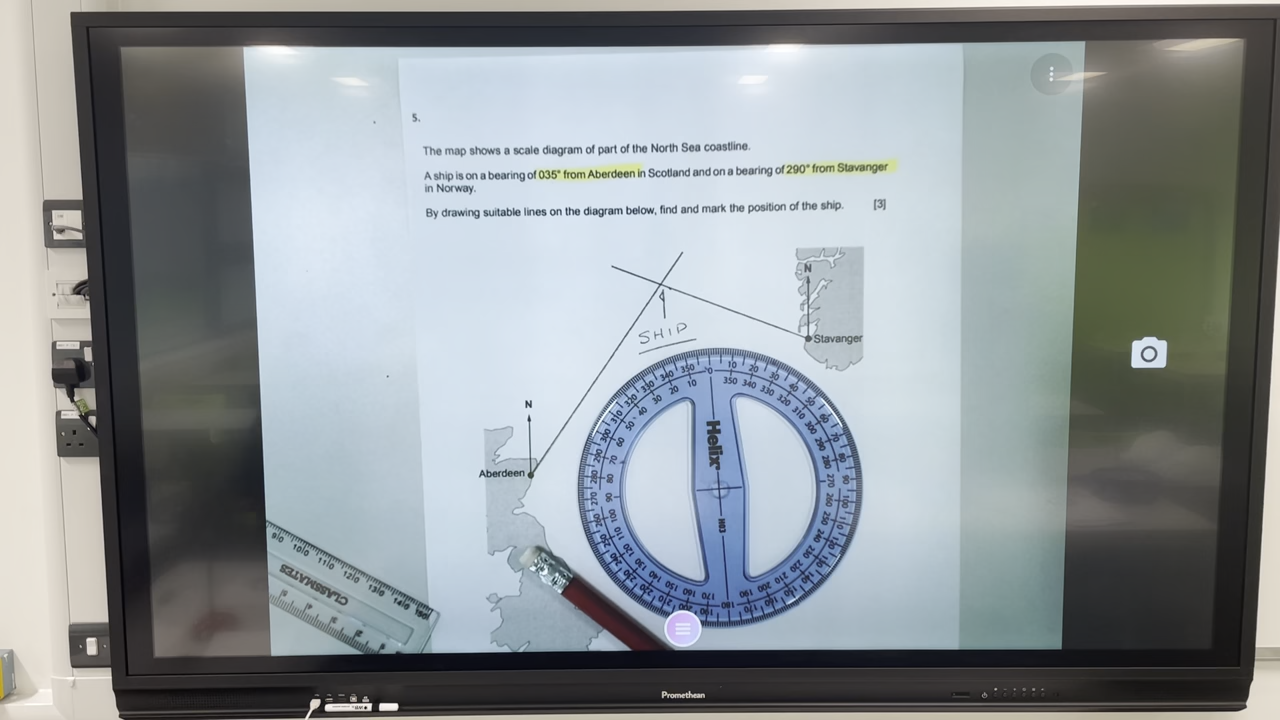 5.
The map shows a scale diagram of part of the North Sea coastline.
A ship is on a bearing of 035° from Aberdeen in Scotland and on a bearing of 290° from Stavanger
in Norway.
By drawing suitable lines on the diagram below, find and mark the position of the ship. [3]
N
SHIP
Stavanger
N
Aberdeen
Helix
H03
CLASSMATES
Promethean